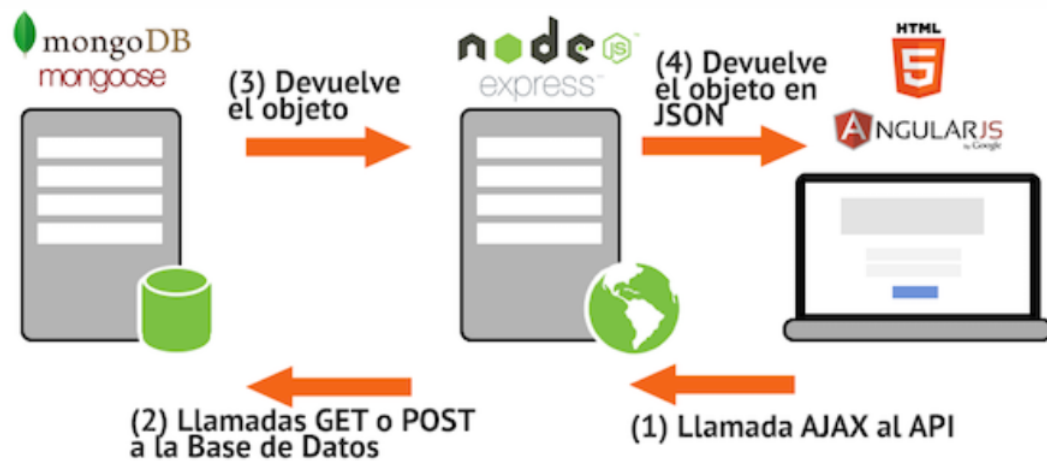 mongoDB
mongoose
(3) Devuelve
el objeto
node js
express
(4) Devuelve
el objeto en
JSON
HTML
5
ANGULARJS
by Google
(2) Llamadas GET o POST
a la Base de Datos
(1) Llamada AJAX al API